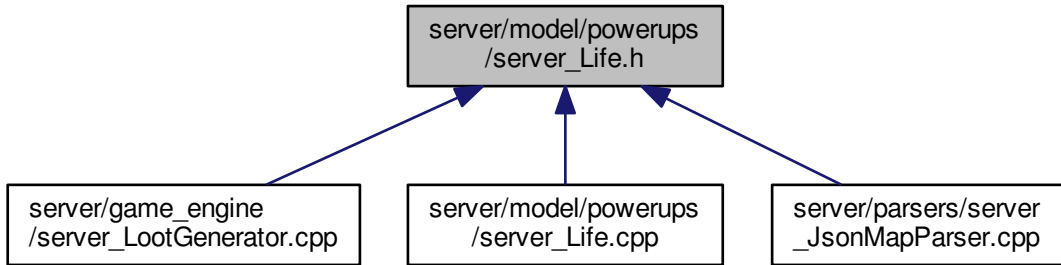 server/model/powerups
/server_Life.h
server/game_engine
/server_LootGenerator.cpp
server/model/powerups
/server_Life.cpp
server/parsers/server
_JsonMapParser.cpp